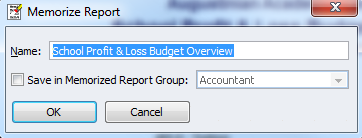 Memorize Report
Name: School Profit & Loss Budget Overview
Save in Memorized Report Group: Accountant
OK Cancel